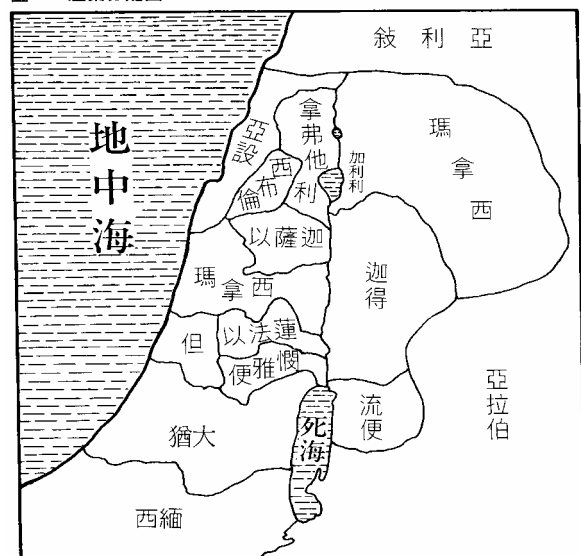 敘利亞
地中海
亞設
拿弗他利
西布倫
加利利
瑪拿西
以薩迦
瑪拿西
迦得
但
以法蓮
便雅憫
流便
亞拉伯
猶大
死海
西緬